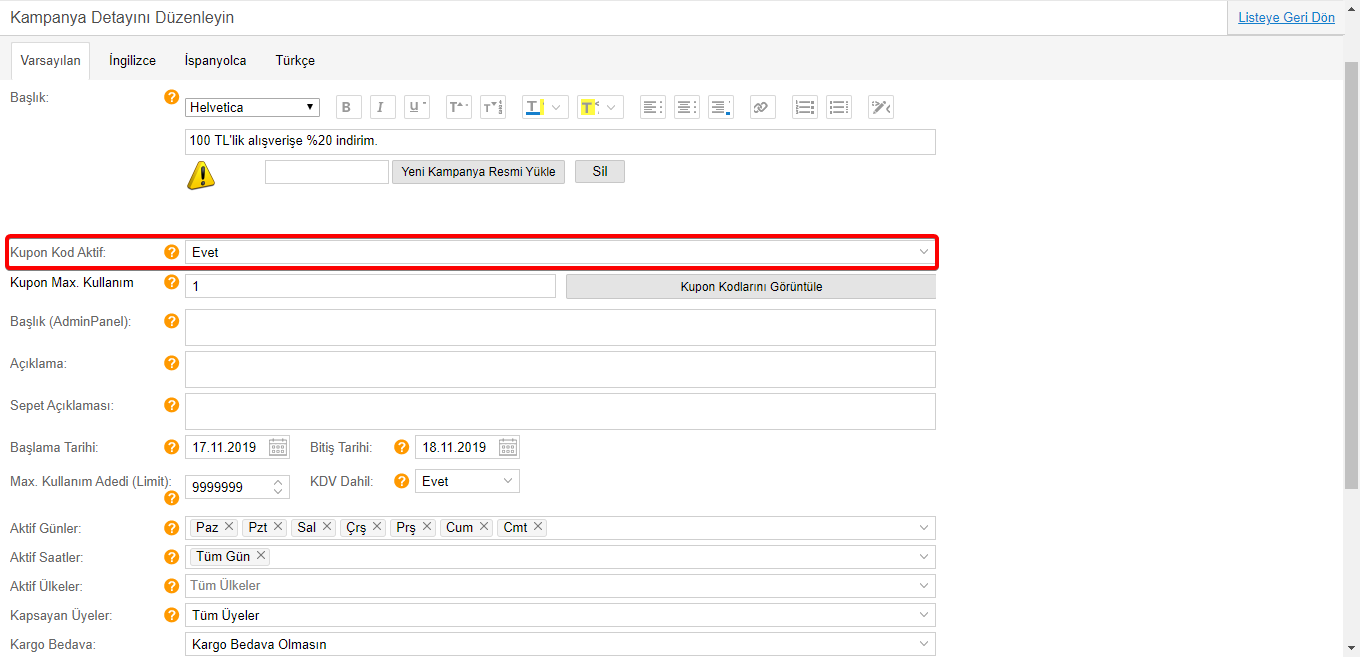 Kampanya Detayını Düzenleyin Listeye Geri Dön
Varsayılan İngilizce İspanyolca Türkçe
Başlık: Helvetica B I U T T T T
100 TL'lik alışverişe %20 indirim.
Yeni Kampanya Resmi Yükle Sil
Kupon Kod Aktif: Evet
Kupon Max. Kullanım 1 Kupon Kodlarını Görüntüle
Başlık (AdminPanel):
Açıklama:
Sepet Açıklaması:
Başlama Tarihi: 17.11.2019 Bitiş Tarihi: 18.11.2019
Max. Kullanım Adedi (Limit): 9999999 KDV Dahil: Evet
Aktif Günler: Paz Pzt Sal Çrş Prş Cum Cmt
Aktif Saatler: Tüm Gün
Aktif Ülkeler: Tüm Ülkeler
Kapsayan Üyeler: Tüm Üyeler
Kargo Bedava: Kargo Bedava Olmasın